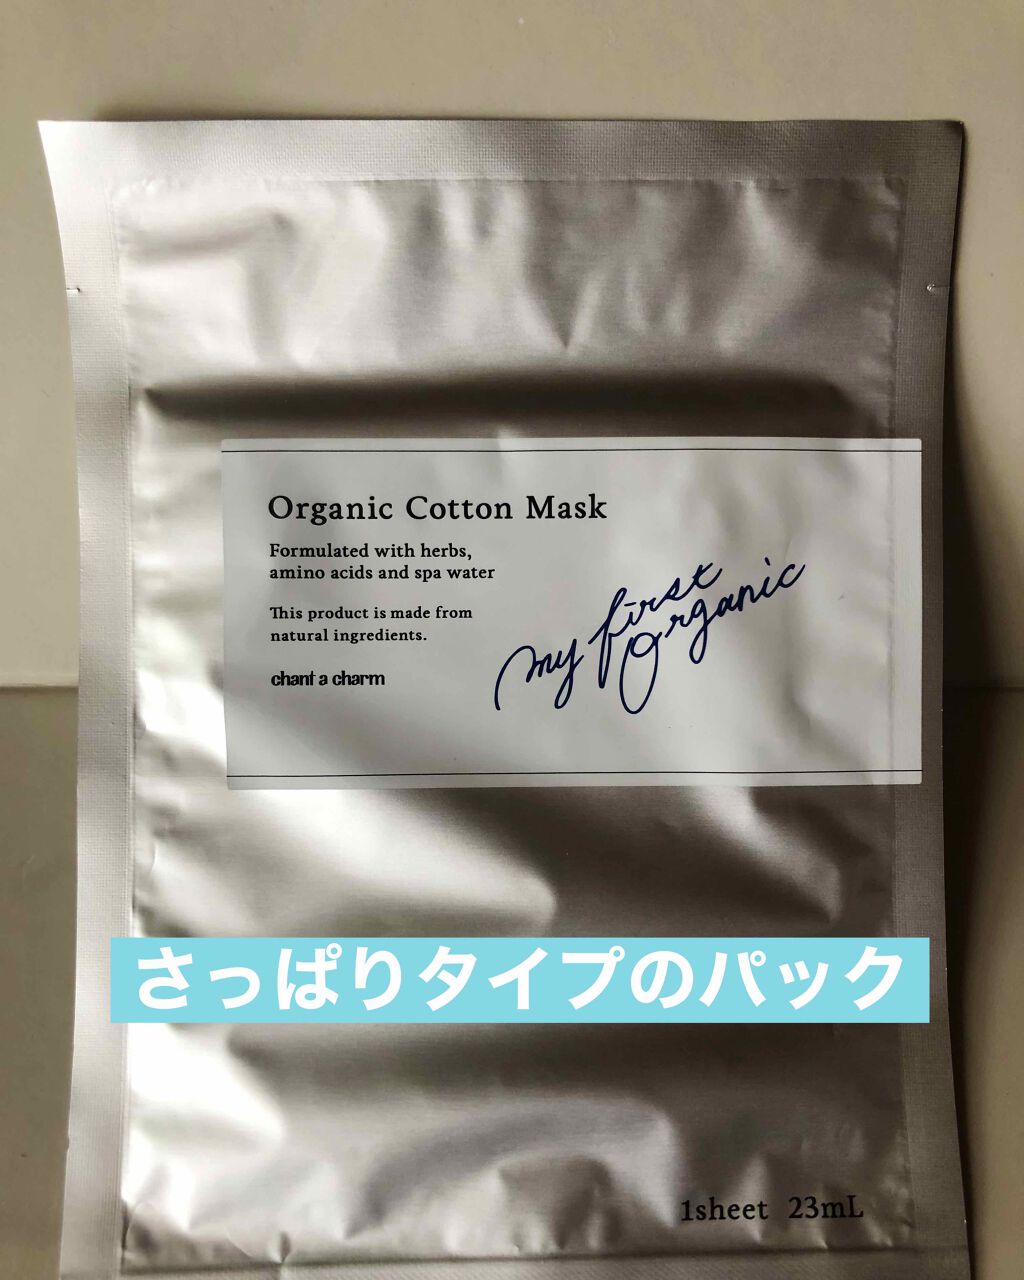 Organic Cotton Mask
Formulated with herbs,
amino acids and spa water
This product is made from
natural ingredients.
chant a charm
my first
Organic
さっぱりタイプのパック
1sheet 23mL